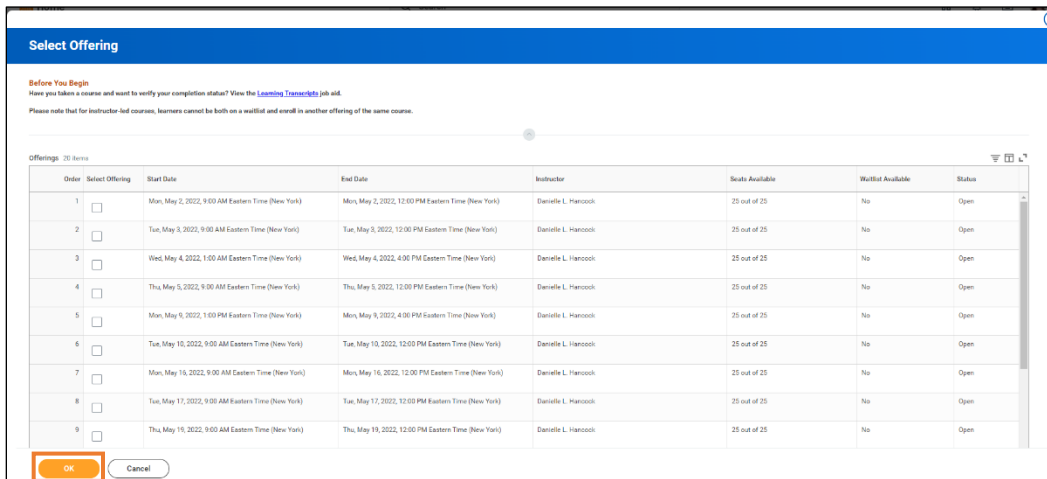 Select Offering
Before You Begin
Have you taken a course and want to verify your completion status? View the Learning Transcripts job aid.
Please note that for instructor-led courses, learners cannot be both on a waitlist and enroll in another offering of the same course.
Offerings 20 items
Order Select Offering Start Date End Date Instructor Seats Available Waitlist Available Status
1 Mon, May 2, 2022, 9:00 AM Eastern Time (New York) Mon, May 2, 2022, 12:00 PM Eastern Time (New York) Danielle L. Hancock 25 out of 25 No Open
2 Tue, May 3, 2022, 9:00 AM Eastern Time (New York) Tue, May 3, 2022, 12:00 PM Eastern Time (New York) Danielle L. Hancock 25 out of 25 No Open
3 Wed, May 4, 2022, 1:00 AM Eastern Time (New York) Wed, May 4, 2022, 4:00 PM Eastern Time (New York) Danielle L. Hancock 25 out of 25 No Open
4 Thu, May 5, 2022, 9:00 AM Eastern Time (New York) Thu, May 5, 2022, 12:00 PM Eastern Time (New York) Danielle L. Hancock 25 out of 25 No Open
5 Mon, May 9, 2022, 1:00 PM Eastern Time (New York) Mon, May 9, 2022, 4:00 PM Eastern Time (New York) Danielle L. Hancock 25 out of 25 No Open
6 Tue, May 10, 2022, 9:00 AM Eastern Time (New York) Tue, May 10, 2022, 12:00 PM Eastern Time (New York) Danielle L. Hancock 25 out of 25 No Open
7 Mon, May 16, 2022, 9:00 AM Eastern Time (New York) Mon, May 16, 2022, 12:00 PM Eastern Time (New York) Danielle L. Hancock 25 out of 25 No Open
8 Tue, May 17, 2022, 9:00 AM Eastern Time (New York) Tue, May 17, 2022, 12:00 PM Eastern Time (New York) Danielle L. Hancock 25 out of 25 No Open
9 Thu, May 19, 2022, 9:00 AM Eastern Time (New York) Thu, May 19, 2022, 12:00 PM Eastern Time (New York) Danielle L. Hancock 25 out of 25 No Open
OK Cancel